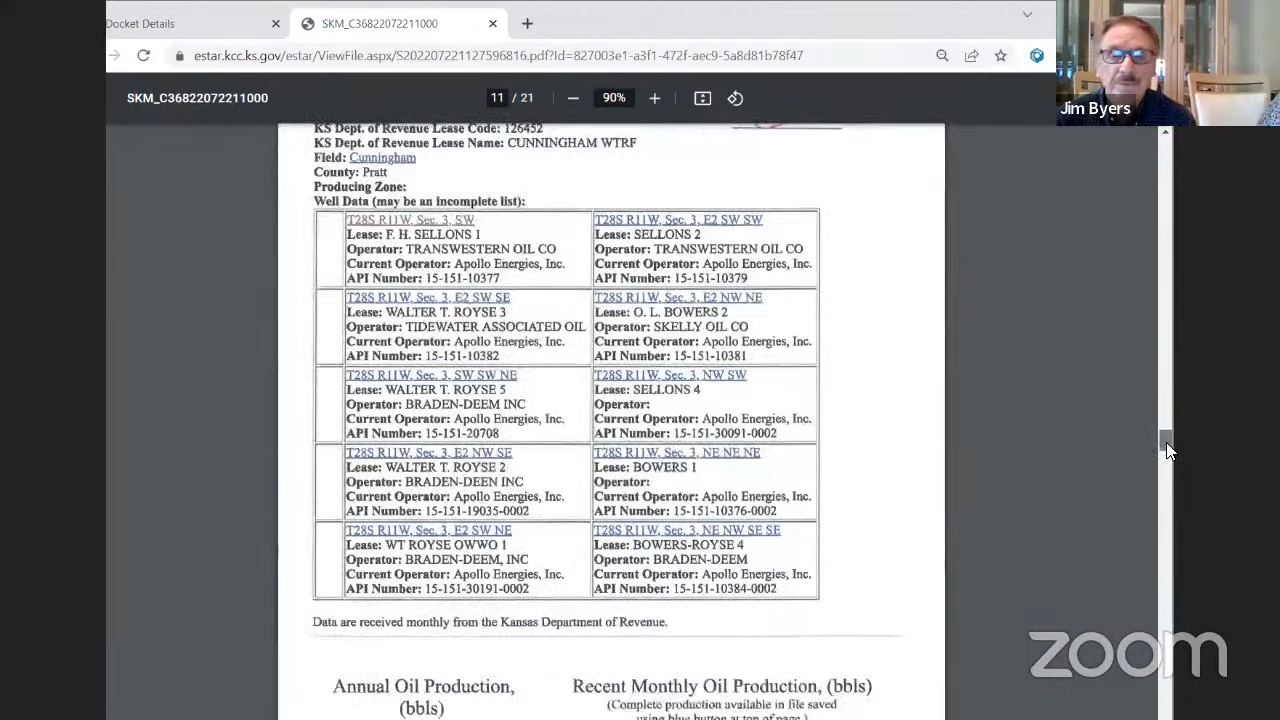 Docket Details
SKM_C36822072211000
estar.kcc.ks.gov/estar/ViewFile.aspx/S202207221127596816.pdf?Id=827003e1-a3f1-472f-aec9-5a8d81b78f47
SKM_C36822072211000
11 / 21
90%
Jim Byers
KS Dept. of Revenue Lease Code: 126452
KS Dept. of Revenue Lease Name: CUNNINGHAM WTRF
Field: Cunningham
County: Pratt
Producing Zone:
Well Data (may be an incomplete list):
T28S R11W, Sec. 3, SW
Lease: F. H. SELLONS 1
Operator: TRANSWESTERN OIL CO
Current Operator: Apollo Energies, Inc.
API Number: 15-151-10377
T28S R11W, Sec. 3, E2 SW SW
Lease: SELLONS 2
Operator: TRANSWESTERN OIL CO
Current Operator: Apollo Energies, Inc.
API Number: 15-151-10379
T28S R11W, Sec. 3, E2 SW SE
Lease: WALTER T. ROYSE 3
Operator: TIDEWATER ASSOCIATED OIL
Current Operator: Apollo Energies, Inc.
API Number: 15-151-10382
T28S R11W, Sec. 3, E2 NW NE
Lease: O. L. BOWERS 2
Operator: SKELLY OIL CO
Current Operator: Apollo Energies, Inc.
API Number: 15-151-10381
T28S R11W, Sec. 3, SW SW NE
Lease: WALTER T. ROYSE 5
Operator: BRADEN-DEEM INC
Current Operator: Apollo Energies, Inc.
API Number: 15-151-20708
T28S R11W, Sec. 3, NW SW
Lease: SELLONS 4
Operator:
Current Operator: Apollo Energies, Inc.
API Number: 15-151-30091-0002
T28S R11W, Sec. 3, E2 NW SE
Lease: WALTER T. ROYSE 2
Operator: BRADEN-DEEN INC
Current Operator: Apollo Energies, Inc.
API Number: 15-151-19035-0002
T28S R11W, Sec. 3, NE NE NE
Lease: BOWERS 1
Operator:
Current Operator: Apollo Energies, Inc.
API Number: 15-151-10376-0002
T28S R11W, Sec. 3, E2 SW NE
Lease: WT ROYSE OWWO 1
Operator: BRADEN-DEEM, INC
Current Operator: Apollo Energies, Inc.
API Number: 15-151-30191-0002
T28S R11W, Sec. 3, NE NW SE SE
Lease: BOWERS-ROYSE 4
Operator: BRADEN-DEEM
Current Operator: Apollo Energies, Inc.
API Number: 15-151-10384-0002
Data are received monthly from the Kansas Department of Revenue.
Annual Oil Production,
(bbls)
Recent Monthly Oil Production, (bbls)
(Complete production available in file saved
using blue button at top of page.)
zoom